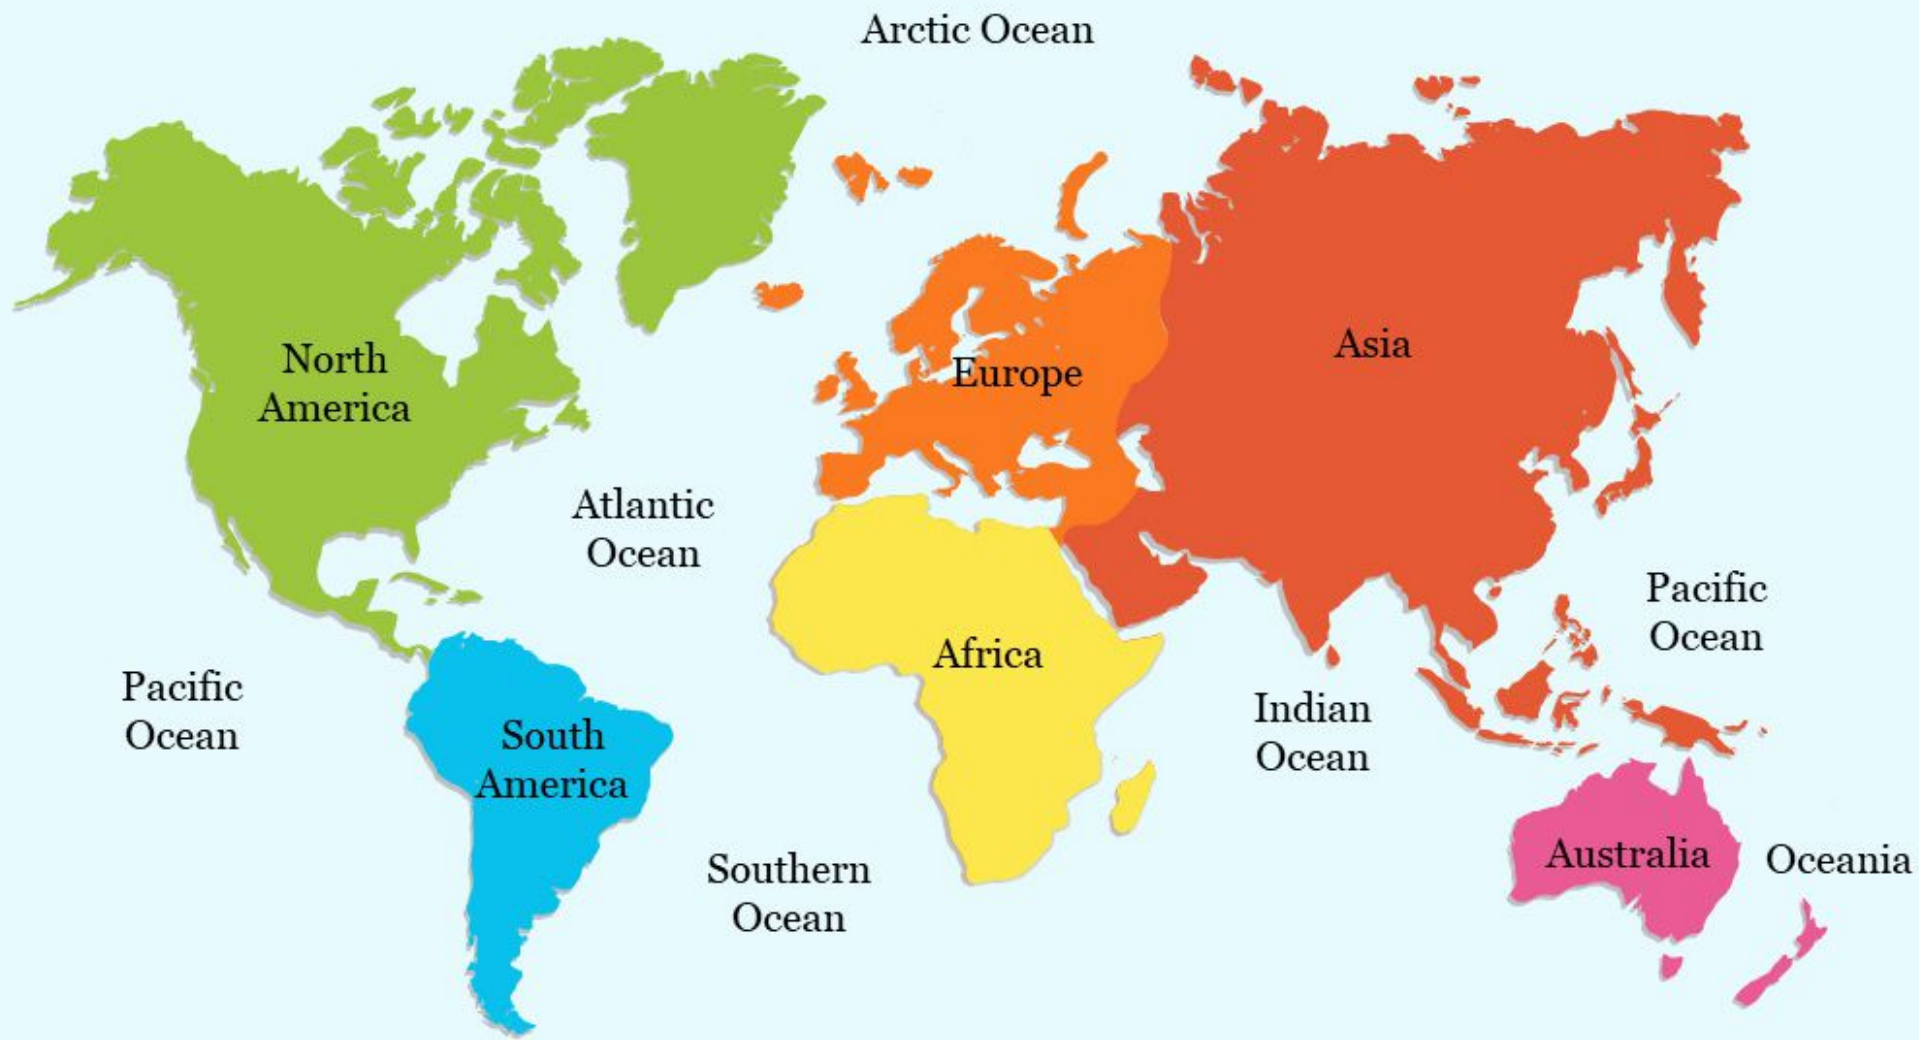 Arctic Ocean
North
America
Europe
Asia
Atlantic
Ocean
Pacific
Ocean
Africa
Pacific
Ocean
South
America
Indian
Ocean
Southern
Ocean
Australia
Oceania